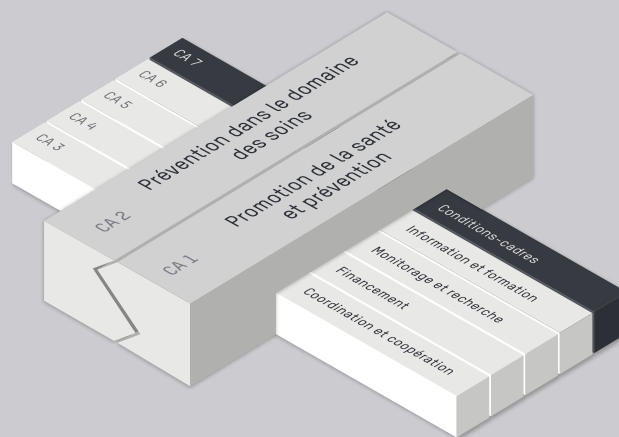 CA 7
CA 6
CA 5
CA 4
CA 3
CA 2
Prévention dans le domaine
des soins
CA 1
Promotion de la santé
et prévention
Conditions-cadres
Information et formation
Monitorage et recherche
Financement
Coordination et coopération